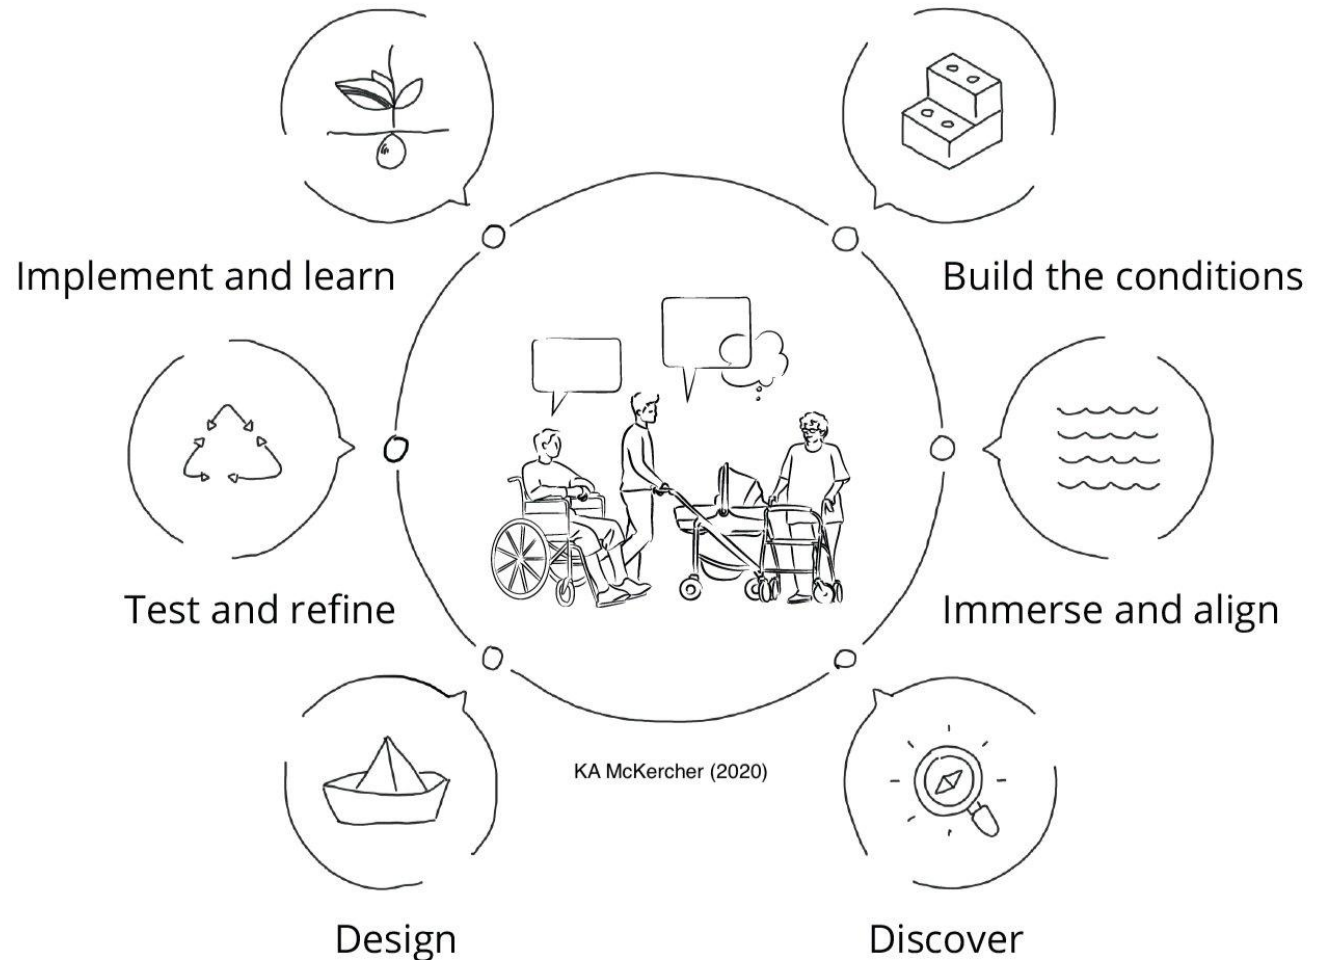 Implement and learn
Build the conditions
Test and refine
Immerse and align
KA McKercher (2020)
Design
Discover